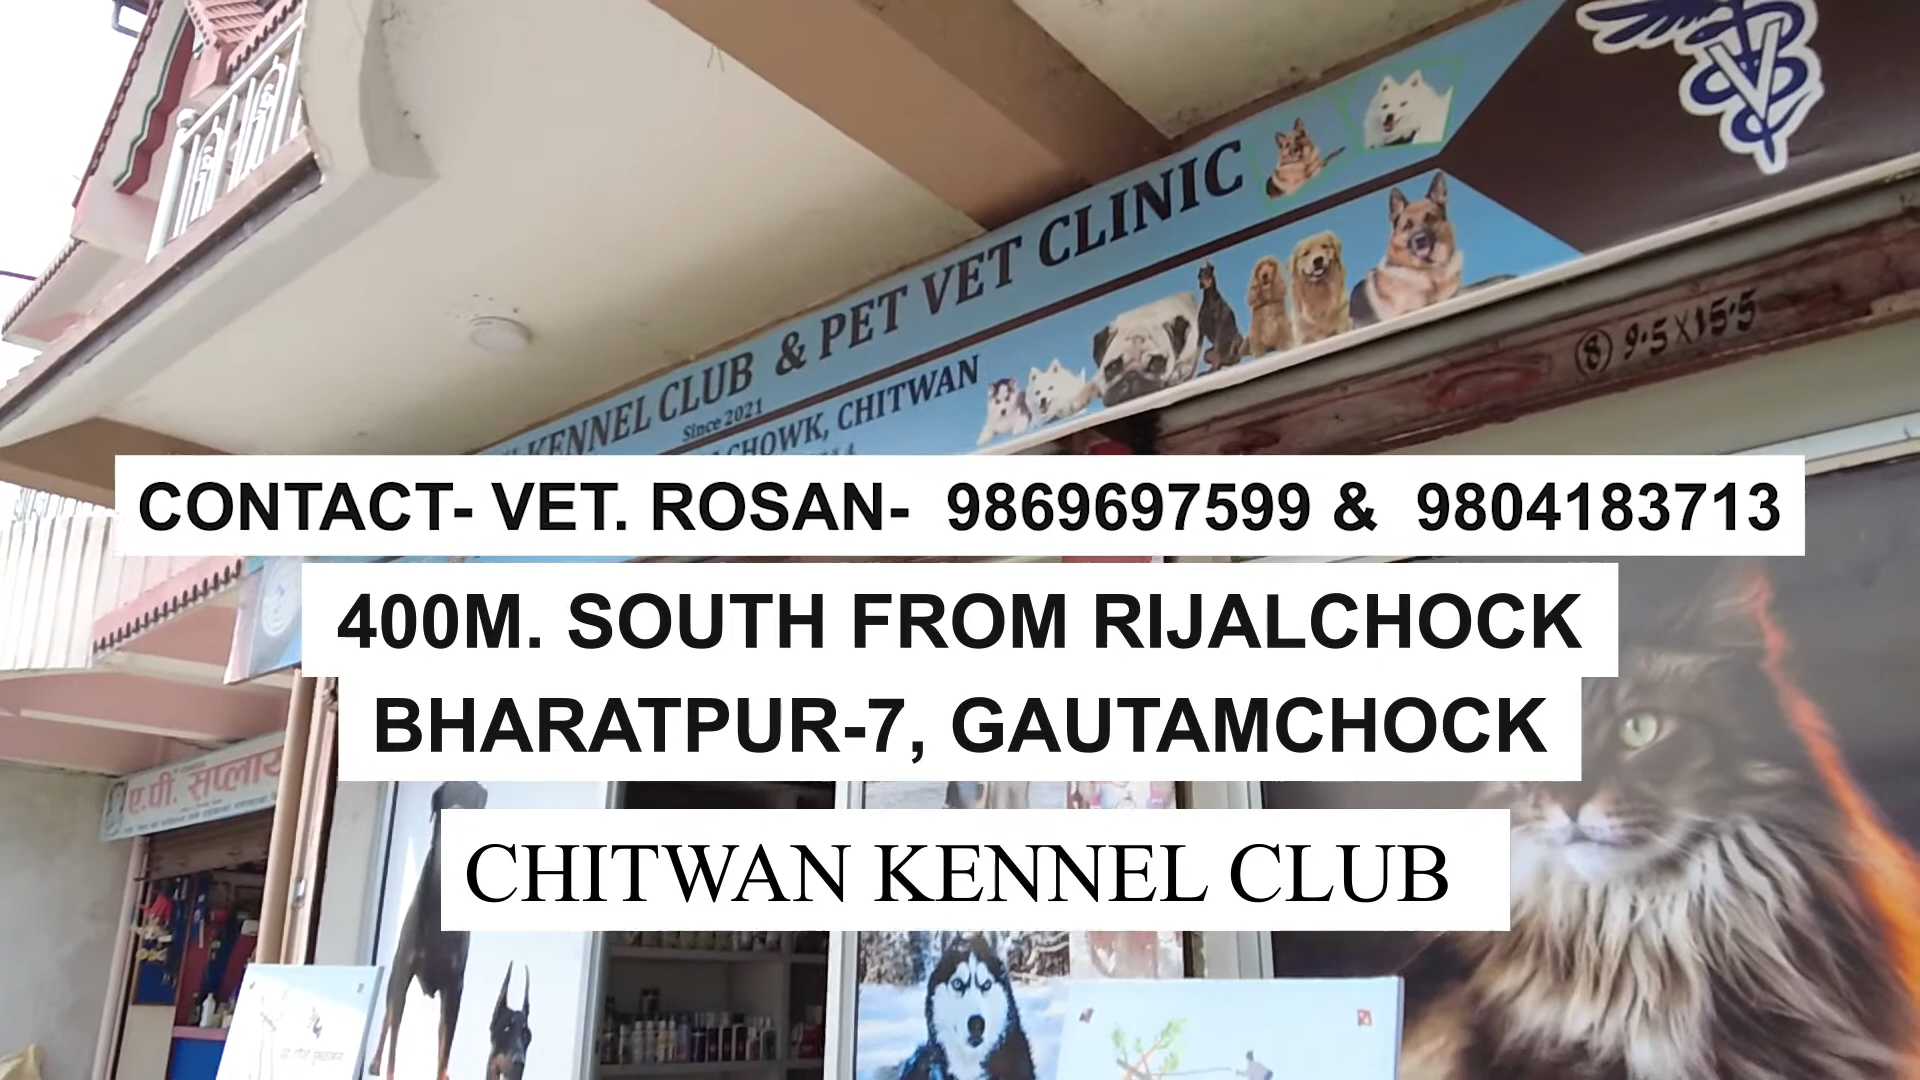 KENNEL CLUB & PET VET CLINIC
Since 2021
CHOWK, CHITWAN
8 9.5X15.5
CONTACT- VET. ROSAN- 9869697599 & 9804183713
400M. SOUTH FROM RIJALCHOCK
BHARATPUR-7, GAUTAMCHOCK
ए.पी. सप्लाय
CHITWAN KENNEL CLUB